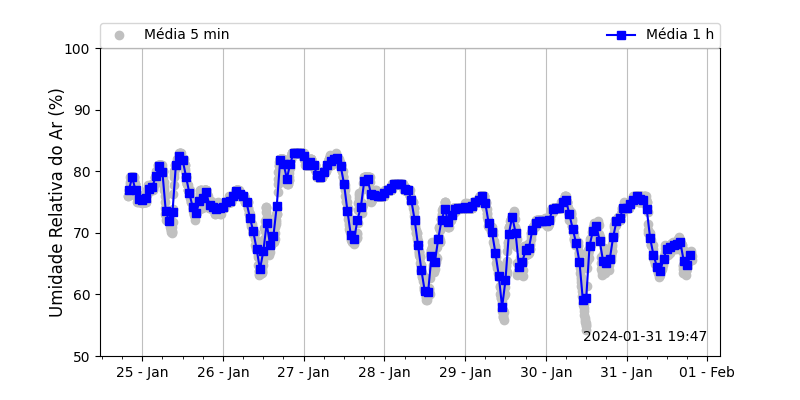 Média 5 min
Média 1 h
100
90
80
70
60
50
Umidade Relativa do Ar (%)
2024-01-31 19:47
25 - Jan
26 - Jan
27 - Jan
28 - Jan
29 - Jan
30 - Jan
31 - Jan
01 - Feb